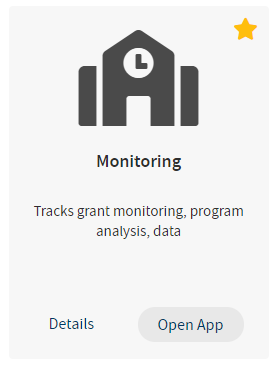 Monitoring
Tracks grant monitoring, program
analysis, data
Details
Open App